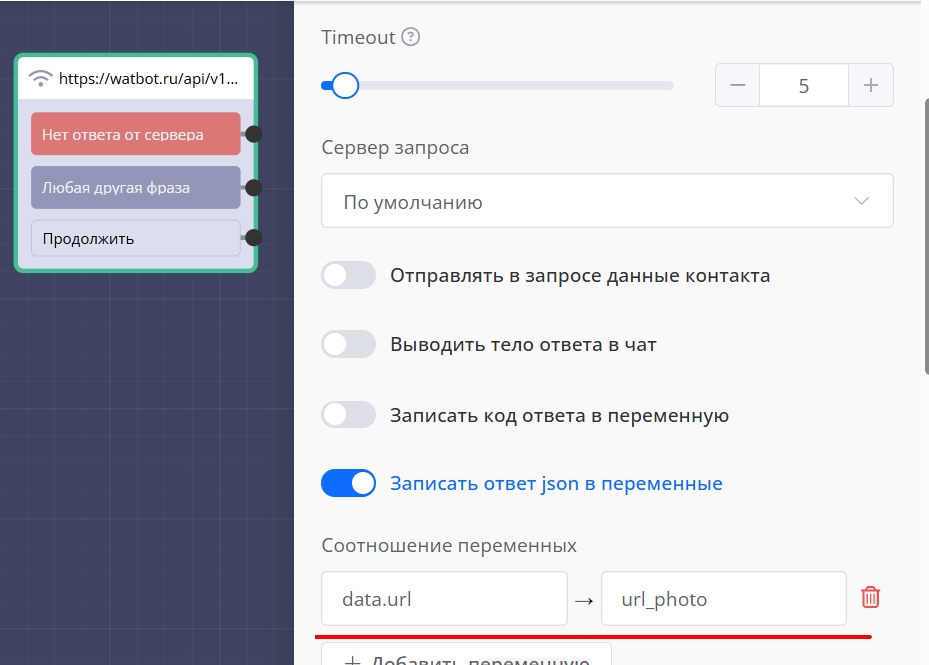 https://watbot.ru/api/v1...
Нет ответа от сервера
Любая другая фраза
Продолжить
Timeout ?
5
Сервер запроса
По умолчанию
Отправлять в запросе данные контакта
Выводить тело ответа в чат
Записать код ответа в переменную
Записать ответ json в переменные
Соотношение переменных
data.url → url_photo
+ Добавить переменную